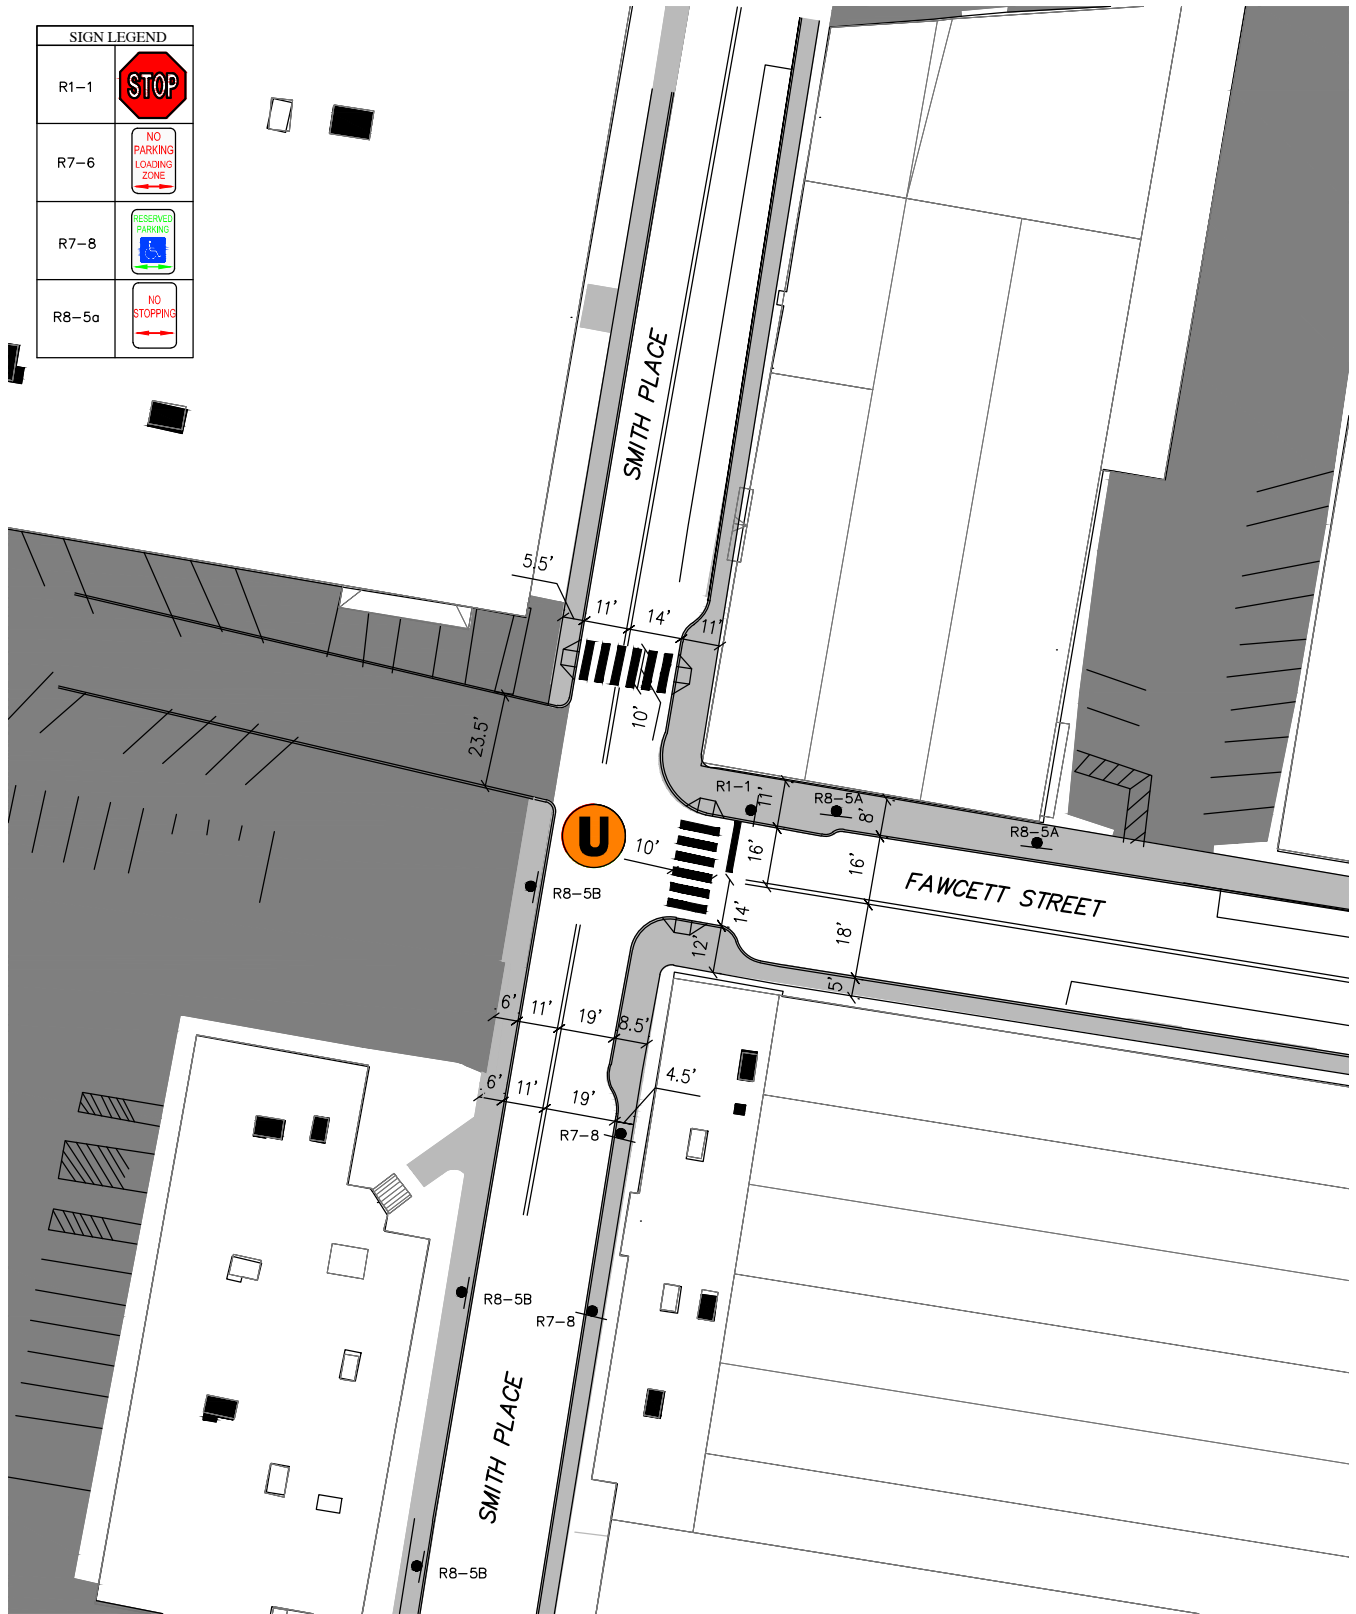 SIGN LEGEND
R1-1
STOP
R7-6
NO
PARKING
LOADING
ZONE
R7-8
RESERVED
PARKING
R8-5a
NO
STOPPING
SMITH PLACE
5.5'
11'
14'
11'
10'
23.5'
R1-1
11'
R8-5A
8'
R8-5A
U
10'
16'
16'
FAWCETT STREET
R8-5B
14'
12'
18'
5'
6'
11'
19'
8.5'
6'
11'
19'
4.5'
R7-8
R8-5B
R7-8
SMITH PLACE
R8-5B